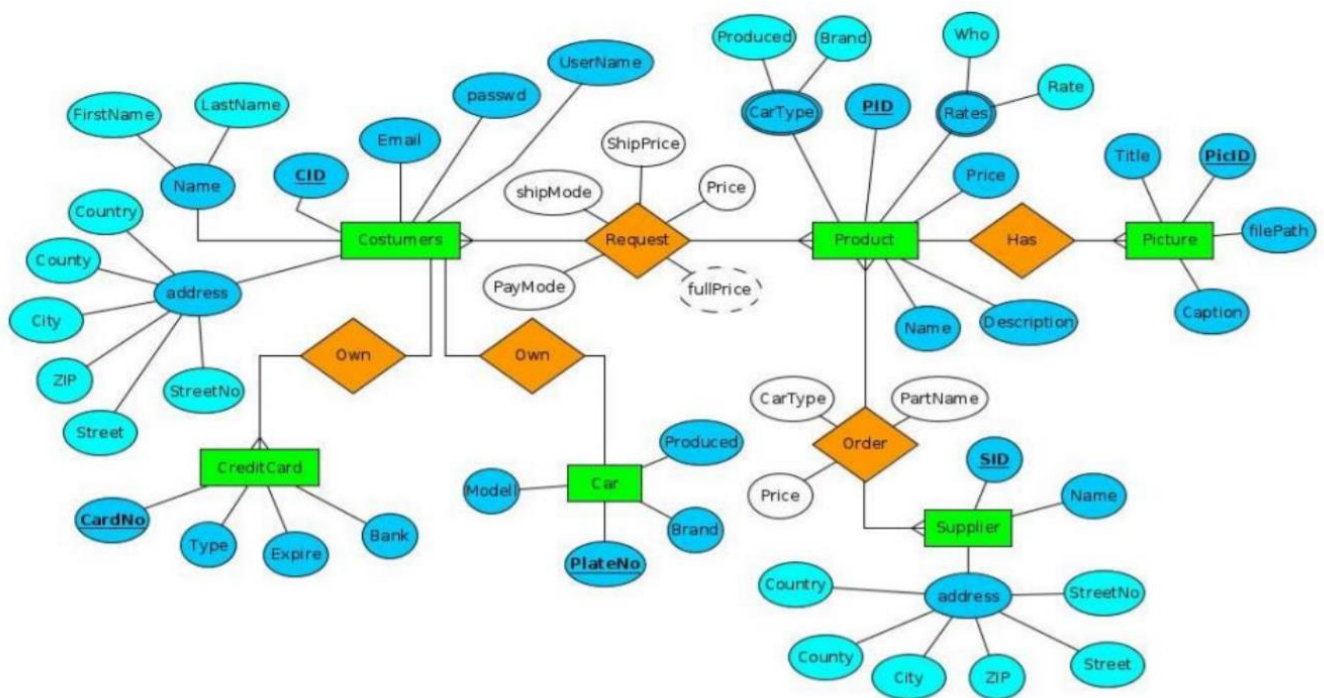 Produced
Brand
Who
UserName
FirstName
LastName
passwd
CarType
PID
Rates
Rate
Email
ShipPrice
Name
CID
shipMode
Price
Price
Title
PicID
Country
Costumers
Request
Product
Has
Picture
filePath
County
address
PayMode
fullPrice
City
Name
Description
Caption
ZIP
StreetNo
Own
Own
Street
CarType
PartName
CreditCard
Produced
Order
SID
Modell
Car
Price
Name
CardNo
Type
Expire
Bank
Brand
Supplier
PlateNo
Country
address
StreetNo
County
City
ZIP
Street